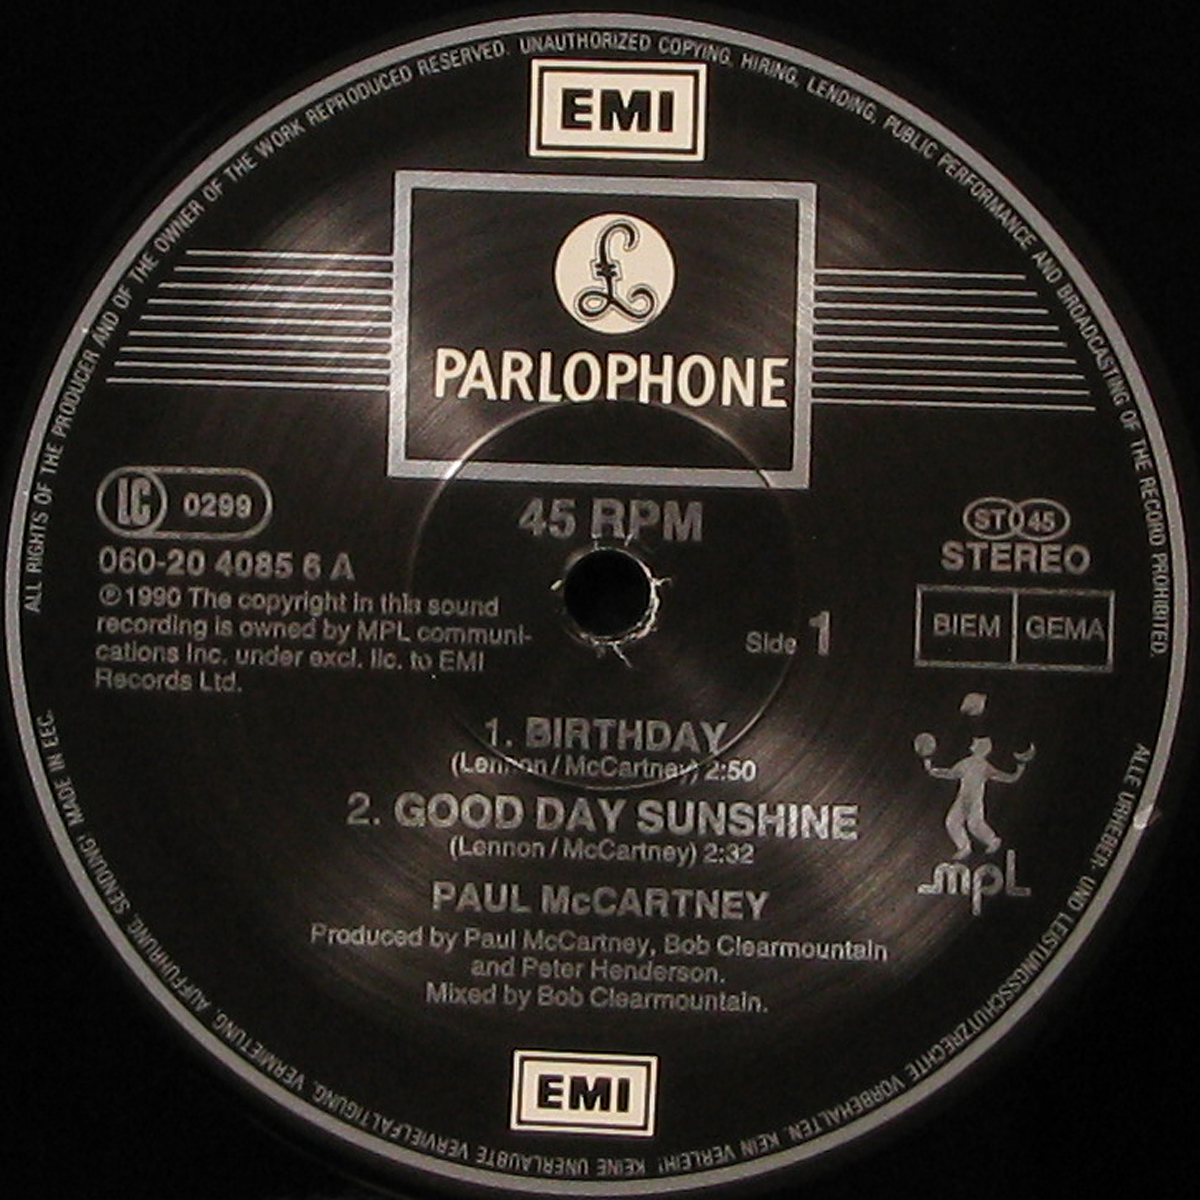 ALL RIGHTS OF THE PRODUCER AND OF THE OWNER OF THE WORK REPRODUCED RESERVED. UNAUTHORIZED COPYING, HIRING, LENDING, PUBLIC PERFORMANCE AND BROADCASTING OF THE RECORD PROHIBITED.
EMI
£
PARLOPHONE
LC 0299
45 RPM
ST 45
STEREO
060-20 4085 6 A
℗1990 The copyright in this sound
recording is owned by MPL communi-
cations Inc. under excl. lic. to EMI
Records Ltd.
Side 1
BIEM GEMA
1. BIRTHDAY
(Lennon / McCartney) 2:50
2. GOOD DAY SUNSHINE
(Lennon / McCartney) 2:32
mpL
PAUL McCARTNEY
Produced by Paul McCartney, Bob Clearmountain
and Peter Henderson.
Mixed by Bob Clearmountain.
EMI
ALLE URHEBER- UND LEISTUNGSSCHUTZRECHTE VORBEHALTEN. KEIN VERLEIH! KEINE UNERLAUBTE VERVIELFÄLTIGUNG, VERMIETUNG, AUFFÜHRUNG, SENDUNG! MADE IN EEC.